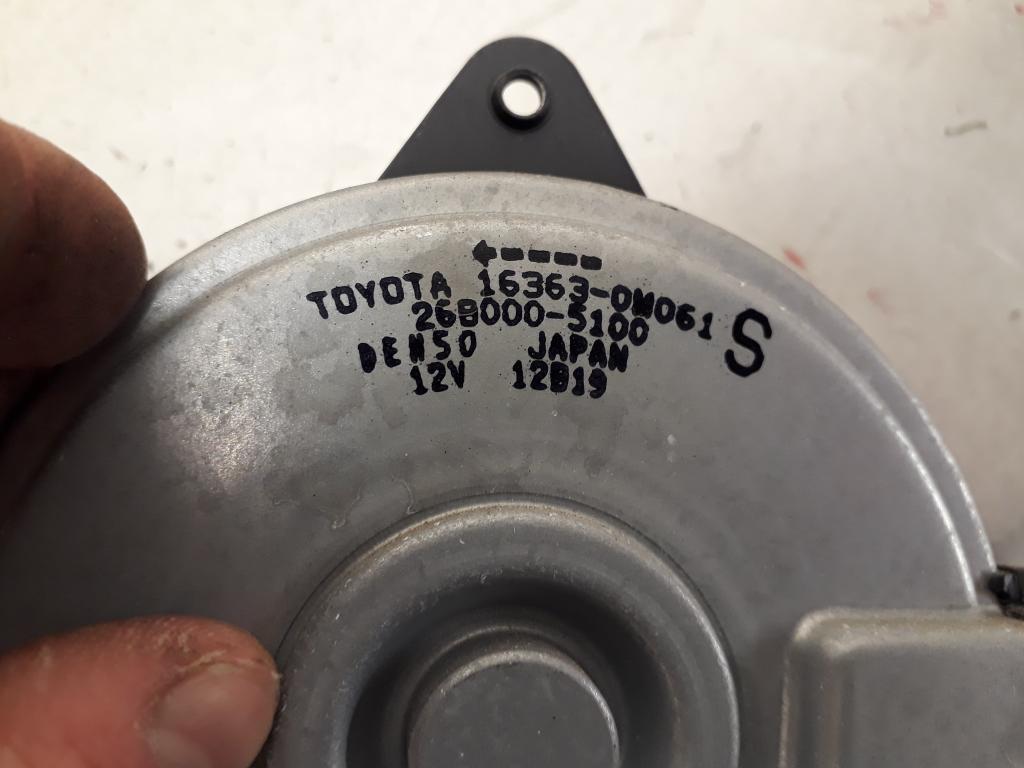 TOYOTA 16363-0M061
268000-5100
S
DENSO JAPAN
12V 12B19